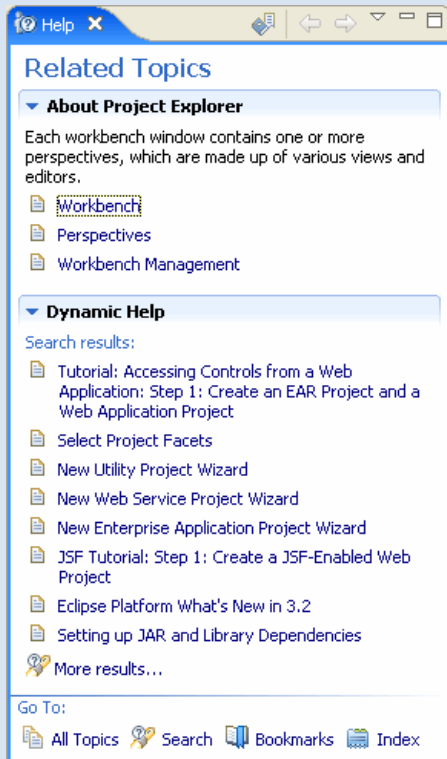 Help
Related Topics
About Project Explorer
Each workbench window contains one or more
perspectives, which are made up of various views and
editors.
Workbench
Perspectives
Workbench Management
Dynamic Help
Search results:
Tutorial: Accessing Controls from a Web
Application: Step 1: Create an EAR Project and a
Web Application Project
Select Project Facets
New Utility Project Wizard
New Web Service Project Wizard
New Enterprise Application Project Wizard
JSF Tutorial: Step 1: Create a JSF-Enabled Web
Project
Eclipse Platform What's New in 3.2
Setting up JAR and Library Dependencies
More results...
Go To:
All Topics Search Bookmarks Index